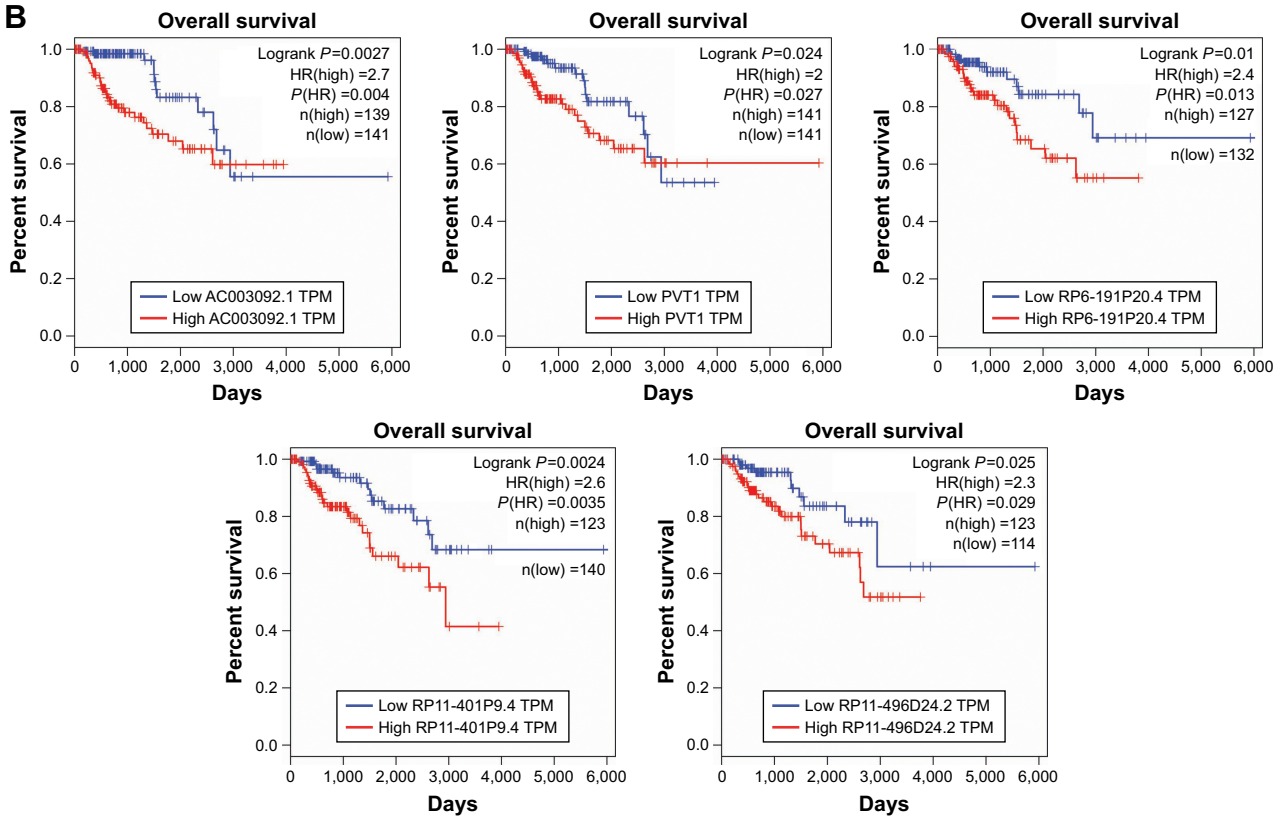 B
Overall survival
Percent survival
1.0
0.8
0.6
0.4
0.2
0.0
Logrank P=0.0027
HR(high) =2.7
P(HR) =0.004
n(high) =139
n(low) =141
Low AC003092.1 TPM
High AC003092.1 TPM
0 1,000 2,000 3,000 4,000 5,000 6,000
Days
Overall survival
Percent survival
1.0
0.8
0.6
0.4
0.2
0.0
Logrank P=0.024
HR(high) =2
P(HR) =0.027
n(high) =141
n(low) =141
Low PVT1 TPM
High PVT1 TPM
0 1,000 2,000 3,000 4,000 5,000 6,000
Days
Overall survival
Percent survival
1.0
0.8
0.6
0.4
0.2
0.0
Logrank P=0.01
HR(high) =2.4
P(HR) =0.013
n(high) =127
n(low) =132
Low RP6-191P20.4 TPM
High RP6-191P20.4 TPM
0 1,000 2,000 3,000 4,000 5,000 6,000
Days
Overall survival
Percent survival
1.0
0.8
0.6
0.4
0.2
0.0
Logrank P=0.0024
HR(high) =2.6
P(HR) =0.0035
n(high) =123
n(low) =140
Low RP11-401P9.4 TPM
High RP11-401P9.4 TPM
0 1,000 2,000 3,000 4,000 5,000 6,000
Days
Overall survival
Percent survival
1.0
0.8
0.6
0.4
0.2
0.0
Logrank P=0.025
HR(high) =2.3
P(HR) =0.029
n(high) =123
n(low) =114
Low RP11-496D24.2 TPM
High RP11-496D24.2 TPM
0 1,000 2,000 3,000 4,000 5,000 6,000
Days